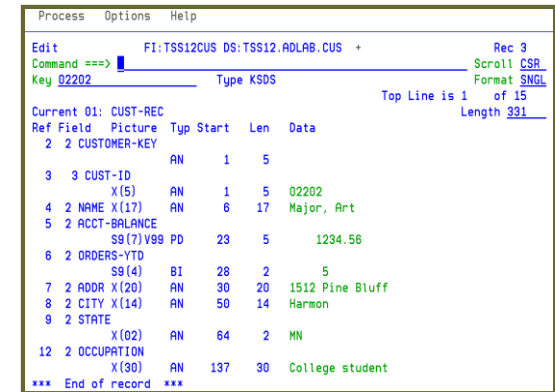 Process Options Help
Edit FI:TSS12CUS DS:TSS12.ADLAB.CUS + Rec 3
Command ===> Scroll CSR
Key 02202 Type KSDS Format SNGL
Top Line is 1 of 15
Current 01: CUST-REC Length 331
Ref Field Picture Typ Start Len Data
2 2 CUSTOMER-KEY
AN 1 5
3 3 CUST-ID
X(5) AN 1 5 02202
4 2 NAME X(17) AN 6 17 Major, Art
5 2 ACCT-BALANCE
S9(7)V99 PD 23 5 1234.56
6 2 ORDERS-YTD
S9(4) BI 28 2 5
7 2 ADDR X(20) AN 30 20 1512 Pine Bluff
8 2 CITY X(14) AN 50 14 Harmon
9 2 STATE
X(02) AN 64 2 MN
12 2 OCCUPATION
X(30) AN 137 30 College student
*** End of record ***